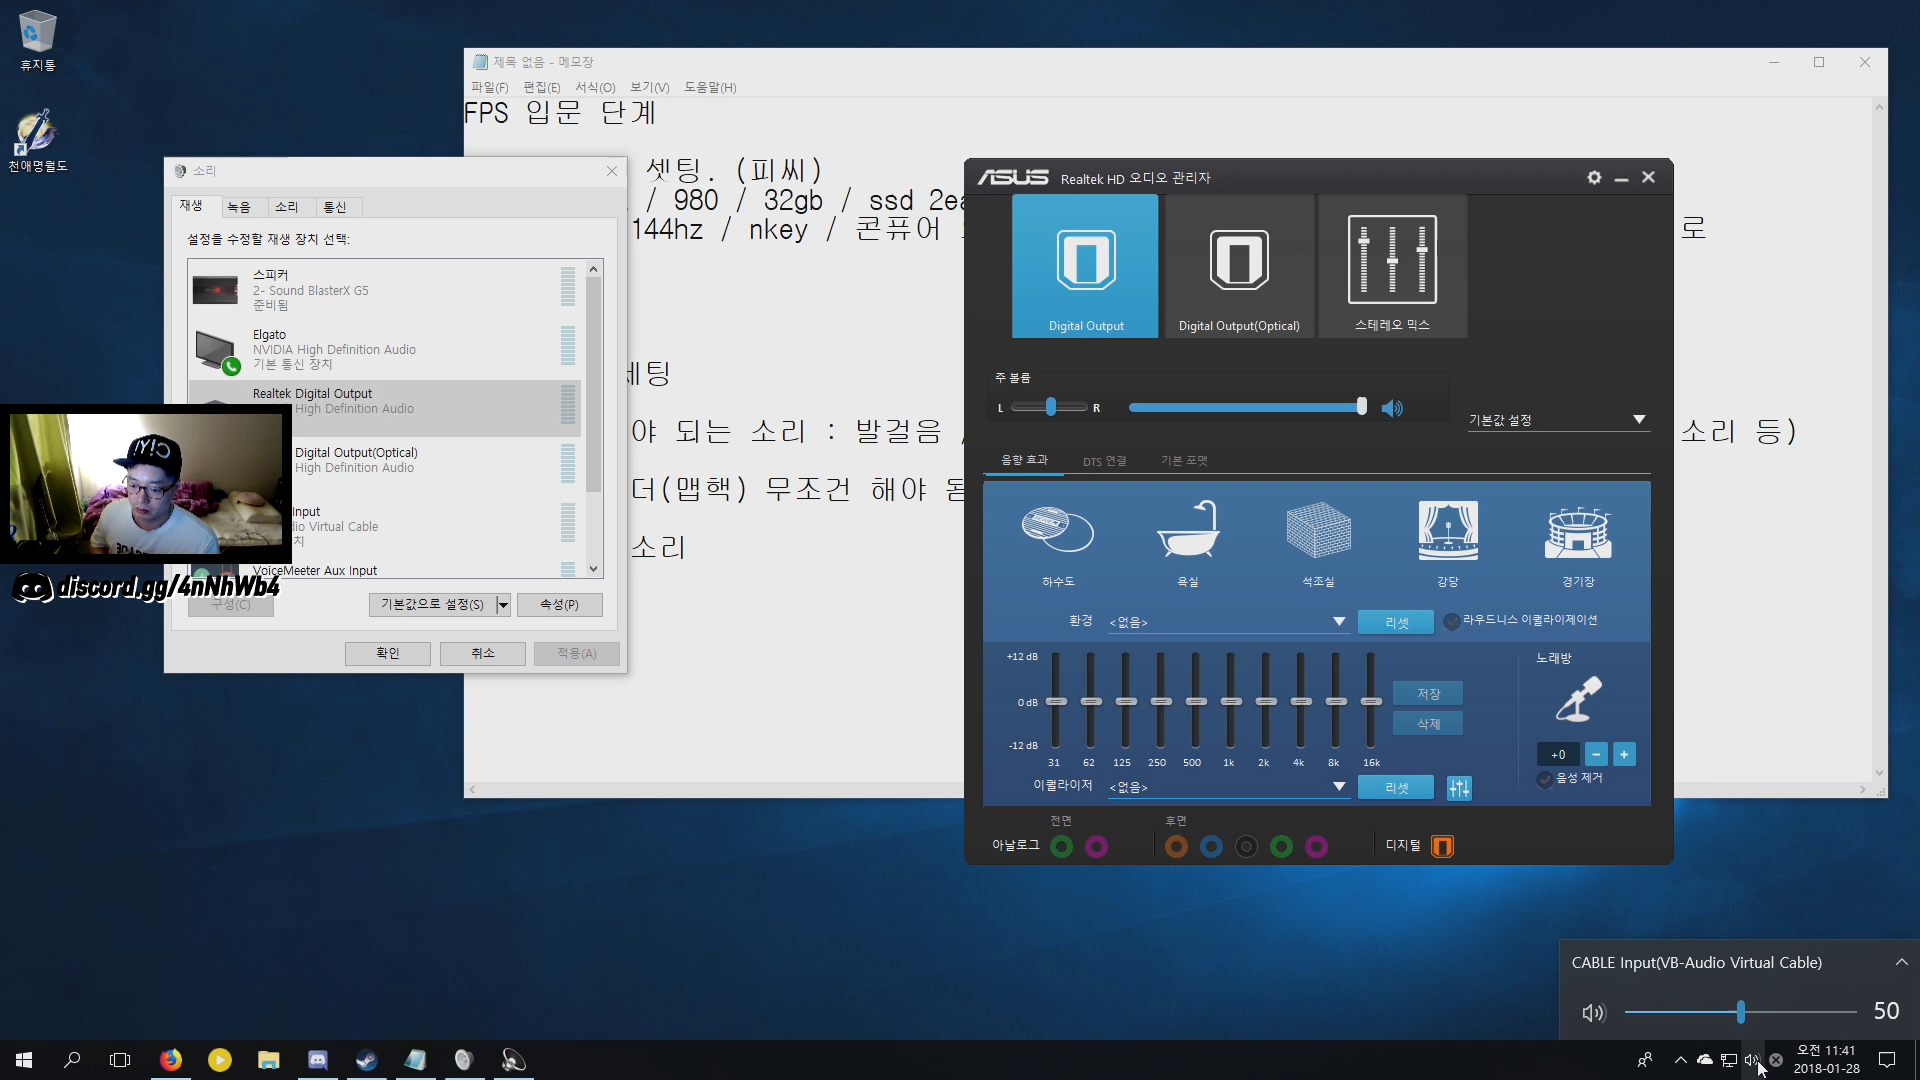 휴지통
천애명월도
제목 없음 - 메모장
파일(F) 편집(E) 서식(O) 보기(V) 도움말(H)
FPS 입문 단계
셋팅. (피씨)
/ 980 / 32gb / ssd 2ea
144hz / nkey / 콘퓨어
로
세팅
야 되는 소리 : 발걸음 /
소리 등)
더(맵핵) 무조건 해야 됨
소리
소리
재생 녹음 소리 통신
설정을 수정할 재생 장치 선택:
스피커
2- Sound BlasterX G5
준비됨
Elgato
NVIDIA High Definition Audio
기본 통신 장치
Realtek Digital Output
High Definition Audio
Digital Output(Optical)
High Definition Audio
Input
io Virtual Cable
치
VoiceMeeter Aux Input
구성(C) 기본값으로 설정(S) 속성(P)
확인 취소 적용(A)
discord.gg/4nNhWb4
ASUS Realtek HD 오디오 관리자
Digital Output Digital Output(Optical) 스테레오 믹스
주 볼륨
L R
기본값 설정
음향 효과 DTS 연결 기본 포맷
하수도 욕실 석조실 강당 경기장
환경 <없음> 리셋 라우드니스 이퀄라이제이션
+12 dB
0 dB
-12 dB
31 62 125 250 500 1k 2k 4k 8k 16k
저장
삭제
노래방
+0 - +
음성 제거
이퀄라이저 <없음> 리셋
전면 후면
아날로그 디지털
CABLE Input(VB-Audio Virtual Cable)
50
오전 11:41
2018-01-28